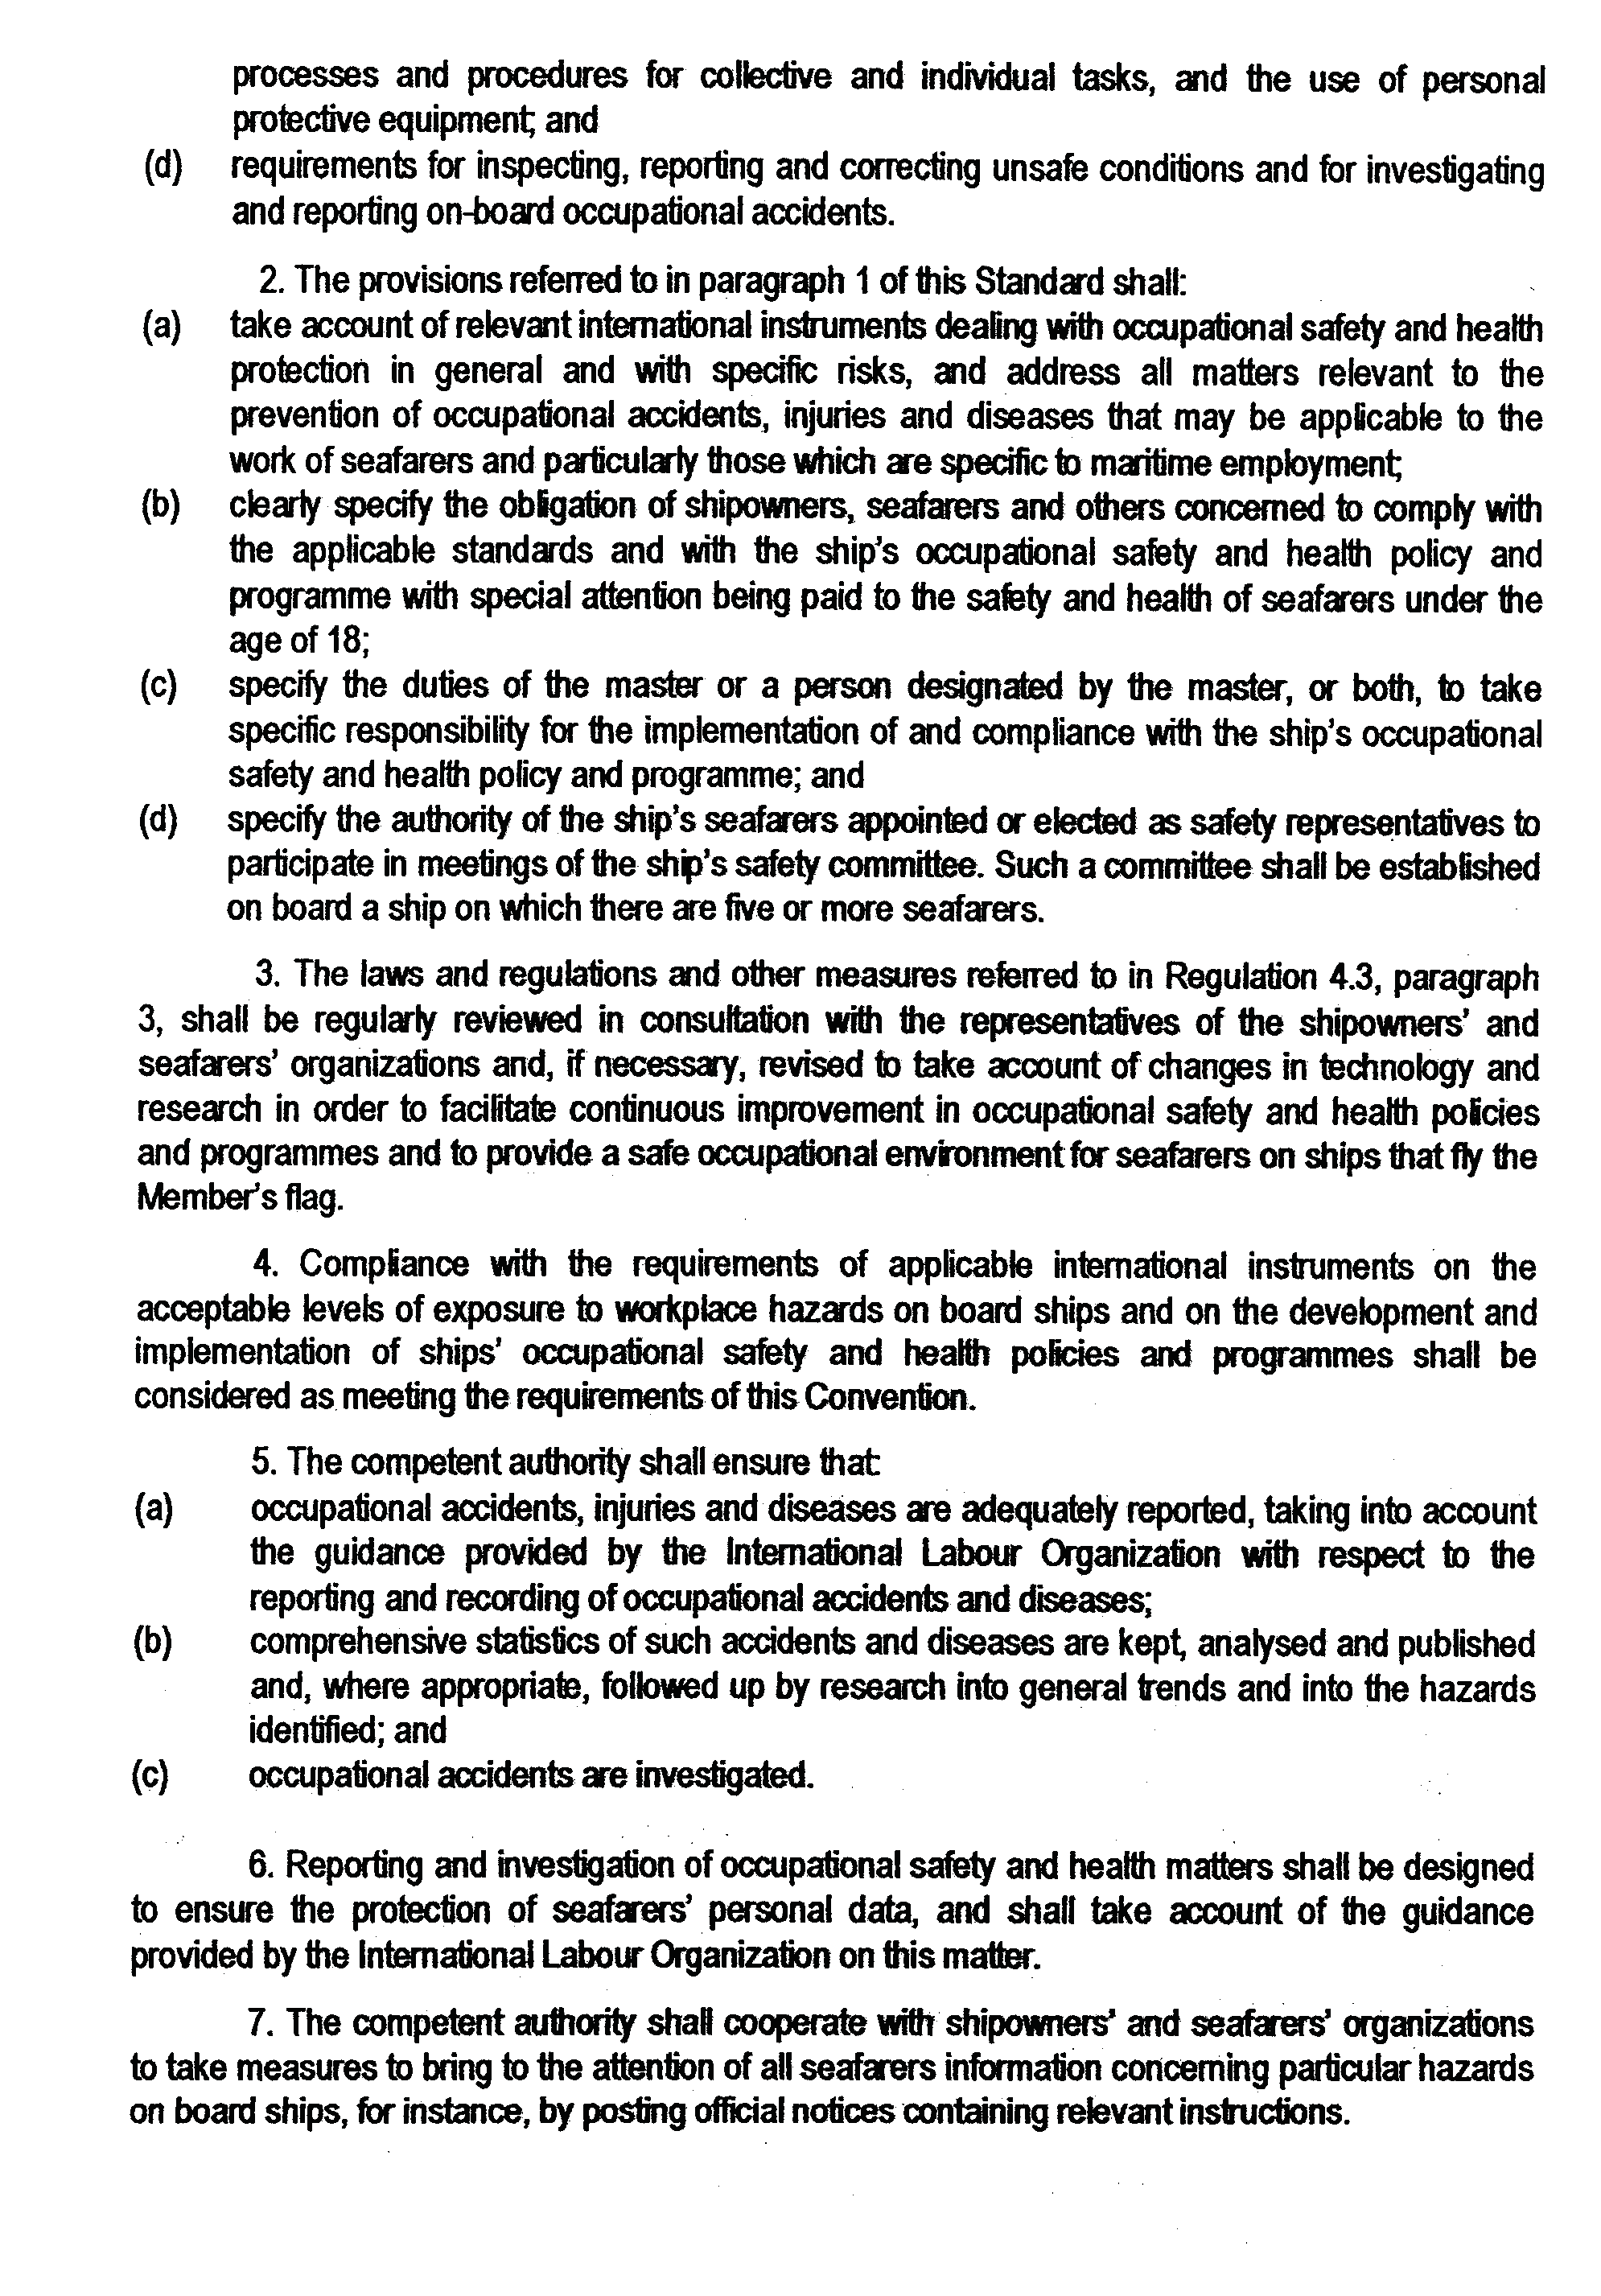 processes and procedures for collective and individual tasks, and the use of personal
protective equipment; and
(d) requirements for inspecting, reporting and correcting unsafe conditions and for investigating
and reporting on-board occupational accidents.
2. The provisions referred to in paragraph 1 of this Standard shall:
(a) take account of relevant international instruments dealing with occupational safety and health
protection in general and with specific risks, and address all matters relevant to the
prevention of occupational accidents, injuries and diseases that may be applicable to the
work of seafarers and particularly those which are specific to maritime employment;
(b) clearly specify the obligation of shipowners, seafarers and others concerned to comply with
the applicable standards and with the ship's occupational safety and health policy and
programme with special attention being paid to the safety and health of seafarers under the
age of 18;
(c) specify the duties of the master or a person designated by the master, or both, to take
specific responsibility for the implementation of and compliance with the ship's occupational
safety and health policy and programme; and
(d) specify the authority of the ship's seafarers appointed or elected as safety representatives to
participate in meetings of the ship's safety committee. Such a committee shall be established
on board a ship on which there are five or more seafarers.
3. The laws and regulations and other measures referred to in Regulation 4.3, paragraph
3, shall be regularly reviewed in consultation with the representatives of the shipowners' and
seafarers' organizations and, if necessary, revised to take account of changes in technology and
research in order to facilitate continuous improvement in occupational safety and health policies
and programmes and to provide a safe occupational environment for seafarers on ships that fly the
Member's flag.
4. Compliance with the requirements of applicable international instruments on the
acceptable levels of exposure to workplace hazards on board ships and on the development and
implementation of ships' occupational safety and health policies and programmes shall be
considered as meeting the requirements of this Convention.
5. The competent authority shall ensure that:
(a) occupational accidents, injuries and diseases are adequately reported, taking into account
the guidance provided by the International Labour Organization with respect to the
reporting and recording of occupational accidents and diseases;
(b) comprehensive statistics of such accidents and diseases are kept, analysed and published
and, where appropriate, followed up by research into general trends and into the hazards
identified; and
(c) occupational accidents are investigated.
6. Reporting and investigation of occupational safety and health matters shall be designed
to ensure the protection of seafarers' personal data, and shall take account of the guidance
provided by the International Labour Organization on this matter.
7. The competent authority shall cooperate with shipowners' and seafarers' organizations
to take measures to bring to the attention of all seafarers information concerning particular hazards
on board ships, for instance, by posting official notices containing relevant instructions.